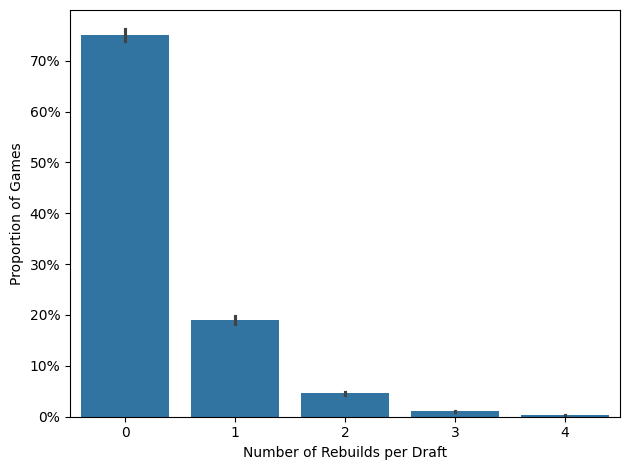 Proportion of Games
70%
60%
50%
40%
30%
20%
10%
0%
0 1 2 3 4
Number of Rebuilds per Draft